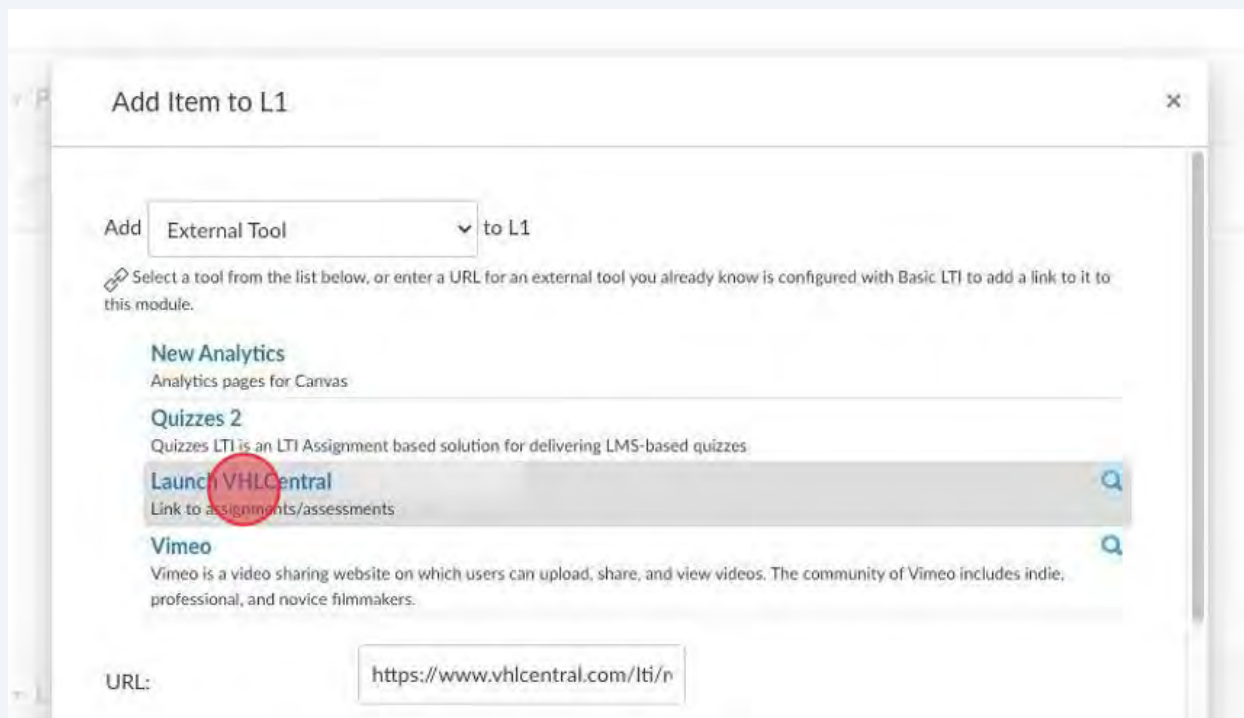 Add Item to L1
Add External Tool to L1
Select a tool from the list below, or enter a URL for an external tool you already know is configured with Basic LTI to add a link to it to
this module.
New Analytics
Analytics pages for Canvas
Quizzes 2
Quizzes LTI is an LTI Assignment based solution for delivering LMS-based quizzes
Launch VHLCentral
Link to assignments/assessments
Vimeo
Vimeo is a video sharing website on which users can upload, share, and view videos. The community of Vimeo includes indie,
professional, and novice filmmakers.
URL: https://www.vhlcentral.com/lti/